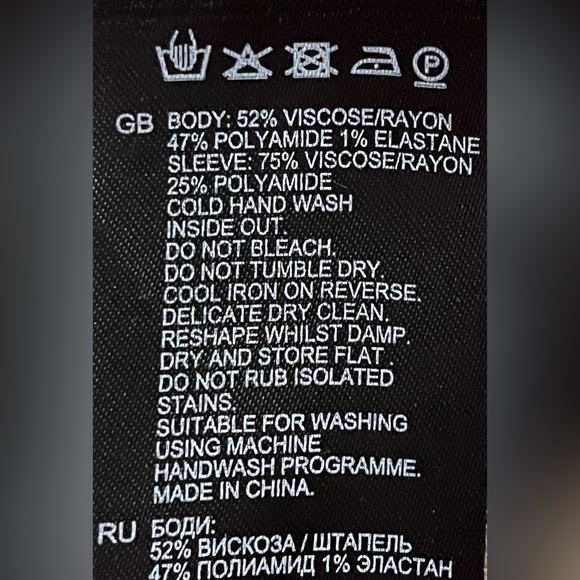 P
GB BODY: 52% VISCOSE/RAYON
47% POLYAMIDE 1% ELASTANE
SLEEVE: 75% VISCOSE/RAYON
25% POLYAMIDE
COLD HAND WASH
INSIDE OUT.
DO NOT BLEACH.
DO NOT TUMBLE DRY.
COOL IRON ON REVERSE.
DELICATE DRY CLEAN.
RESHAPE WHILST DAMP.
DRY AND STORE FLAT .
DO NOT RUB ISOLATED
STAINS.
SUITABLE FOR WASHING
USING MACHINE
HANDWASH PROGRAMME.
MADE IN CHINA.
RU БОДИ:
52% ВИСКОЗА / ШТАПЕЛЬ
47% ПОЛИАМИД 1% ЭЛАСТАН